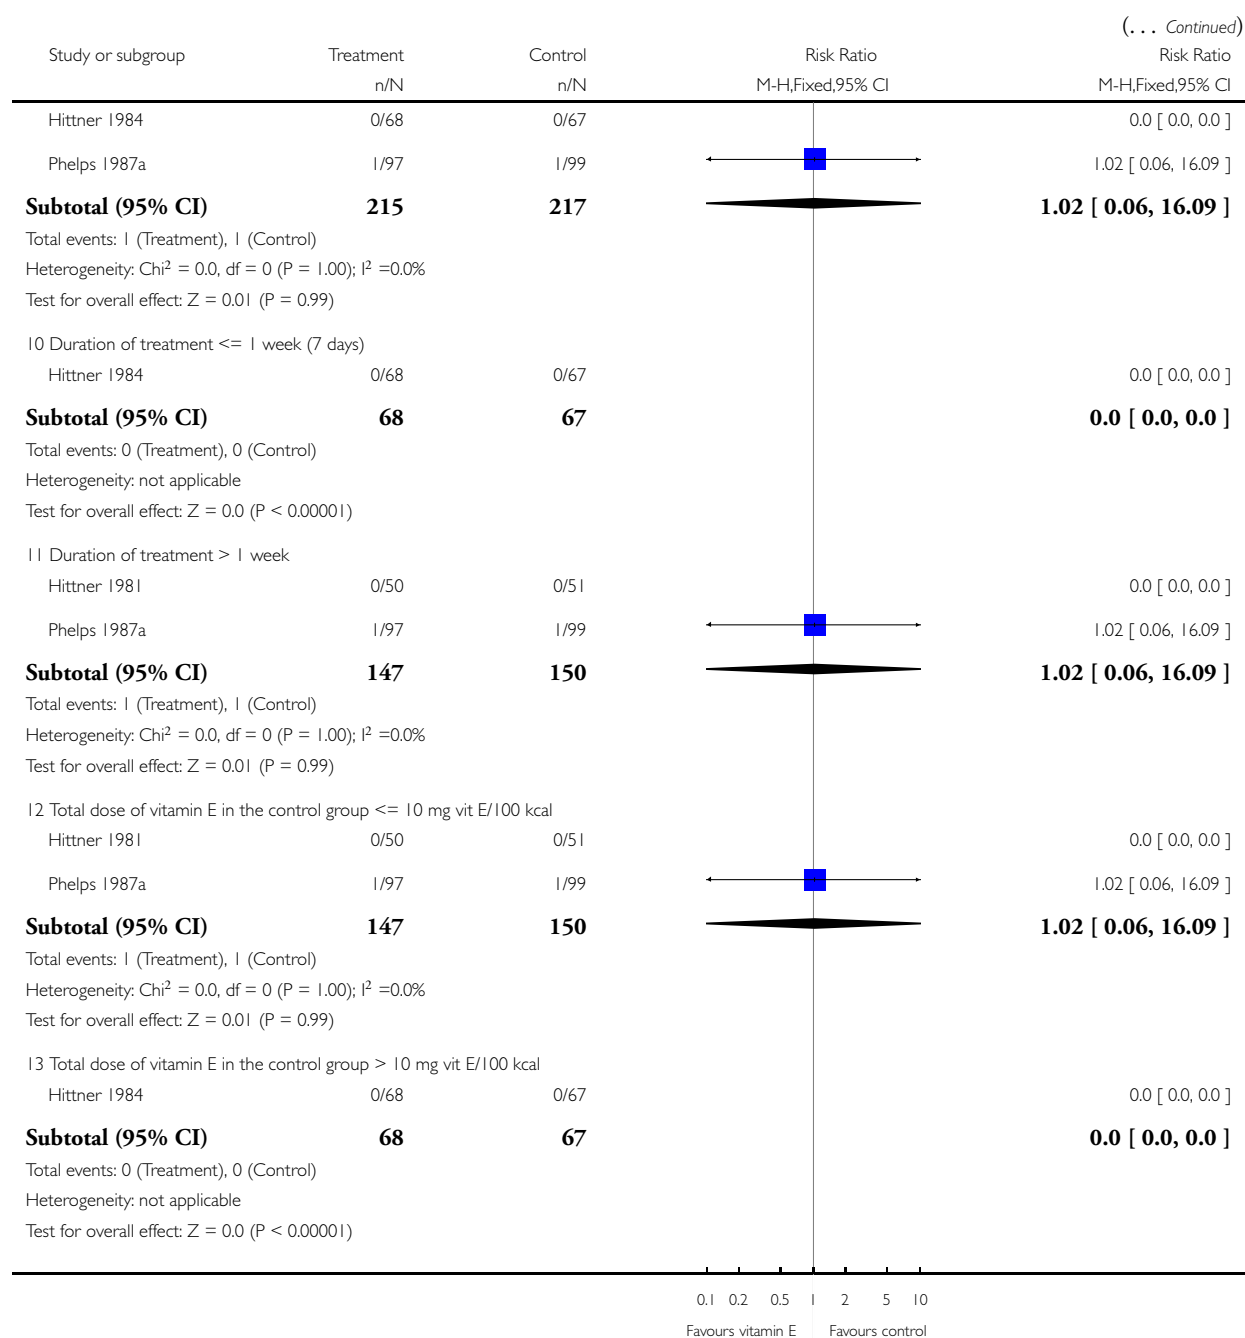 (... Continued)
Study or subgroup Treatment Control Risk Ratio Risk Ratio
n/N n/N M-H,Fixed,95% CI M-H,Fixed,95% CI
Hittner 1984 0/68 0/67 0.0 [ 0.0, 0.0 ]
Phelps 1987a 1/97 1/99 1.02 [ 0.06, 16.09 ]
Subtotal (95% CI) 215 217 1.02 [ 0.06, 16.09 ]
Total events: 1 (Treatment), 1 (Control)
Heterogeneity: Chi² = 0.0, df = 0 (P = 1.00); I² =0.0%
Test for overall effect: Z = 0.01 (P = 0.99)
10 Duration of treatment <= 1 week (7 days)
Hittner 1984 0/68 0/67 0.0 [ 0.0, 0.0 ]
Subtotal (95% CI) 68 67 0.0 [ 0.0, 0.0 ]
Total events: 0 (Treatment), 0 (Control)
Heterogeneity: not applicable
Test for overall effect: Z = 0.0 (P < 0.00001)
11 Duration of treatment > 1 week
Hittner 1981 0/50 0/51 0.0 [ 0.0, 0.0 ]
Phelps 1987a 1/97 1/99 1.02 [ 0.06, 16.09 ]
Subtotal (95% CI) 147 150 1.02 [ 0.06, 16.09 ]
Total events: 1 (Treatment), 1 (Control)
Heterogeneity: Chi² = 0.0, df = 0 (P = 1.00); I² =0.0%
Test for overall effect: Z = 0.01 (P = 0.99)
12 Total dose of vitamin E in the control group <= 10 mg vit E/100 kcal
Hittner 1981 0/50 0/51 0.0 [ 0.0, 0.0 ]
Phelps 1987a 1/97 1/99 1.02 [ 0.06, 16.09 ]
Subtotal (95% CI) 147 150 1.02 [ 0.06, 16.09 ]
Total events: 1 (Treatment), 1 (Control)
Heterogeneity: Chi² = 0.0, df = 0 (P = 1.00); I² =0.0%
Test for overall effect: Z = 0.01 (P = 0.99)
13 Total dose of vitamin E in the control group > 10 mg vit E/100 kcal
Hittner 1984 0/68 0/67 0.0 [ 0.0, 0.0 ]
Subtotal (95% CI) 68 67 0.0 [ 0.0, 0.0 ]
Total events: 0 (Treatment), 0 (Control)
Heterogeneity: not applicable
Test for overall effect: Z = 0.0 (P < 0.00001)
0.1 0.2 0.5 1 2 5 10
Favours vitamin E Favours control